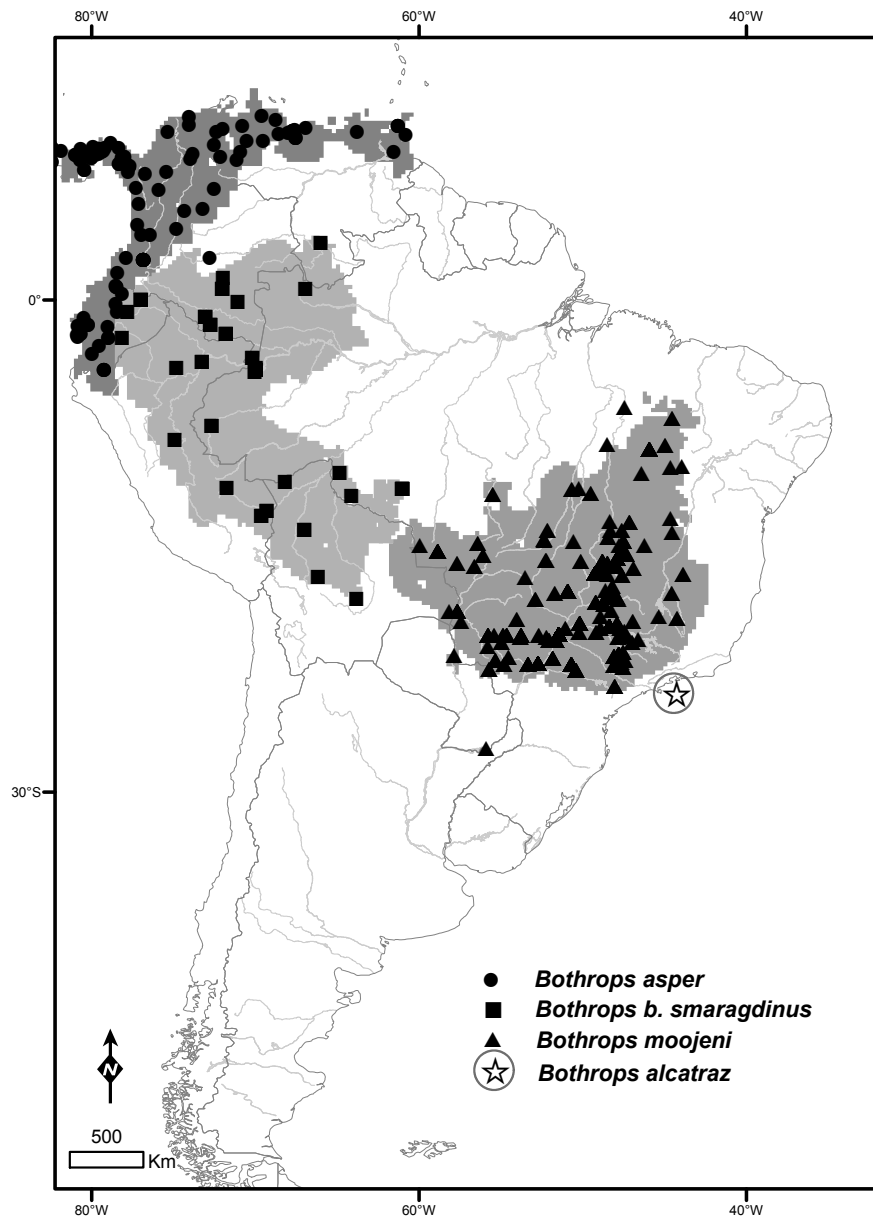 80°W 60°W 40°W
0°
30°S
Bothrops asper
Bothrops b. smaragdinus
Bothrops moojeni
Bothrops alcatraz
N
500
Km
80°W 60°W 40°W